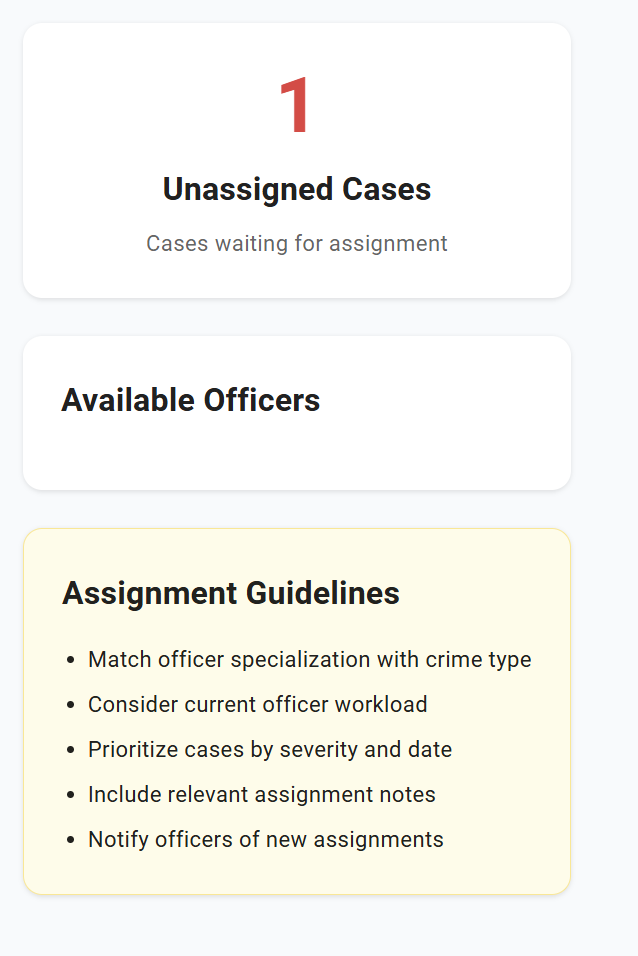 1
Unassigned Cases
Cases waiting for assignment
Available Officers
Assignment Guidelines
• Match officer specialization with crime type
• Consider current officer workload
• Prioritize cases by severity and date
• Include relevant assignment notes
• Notify officers of new assignments